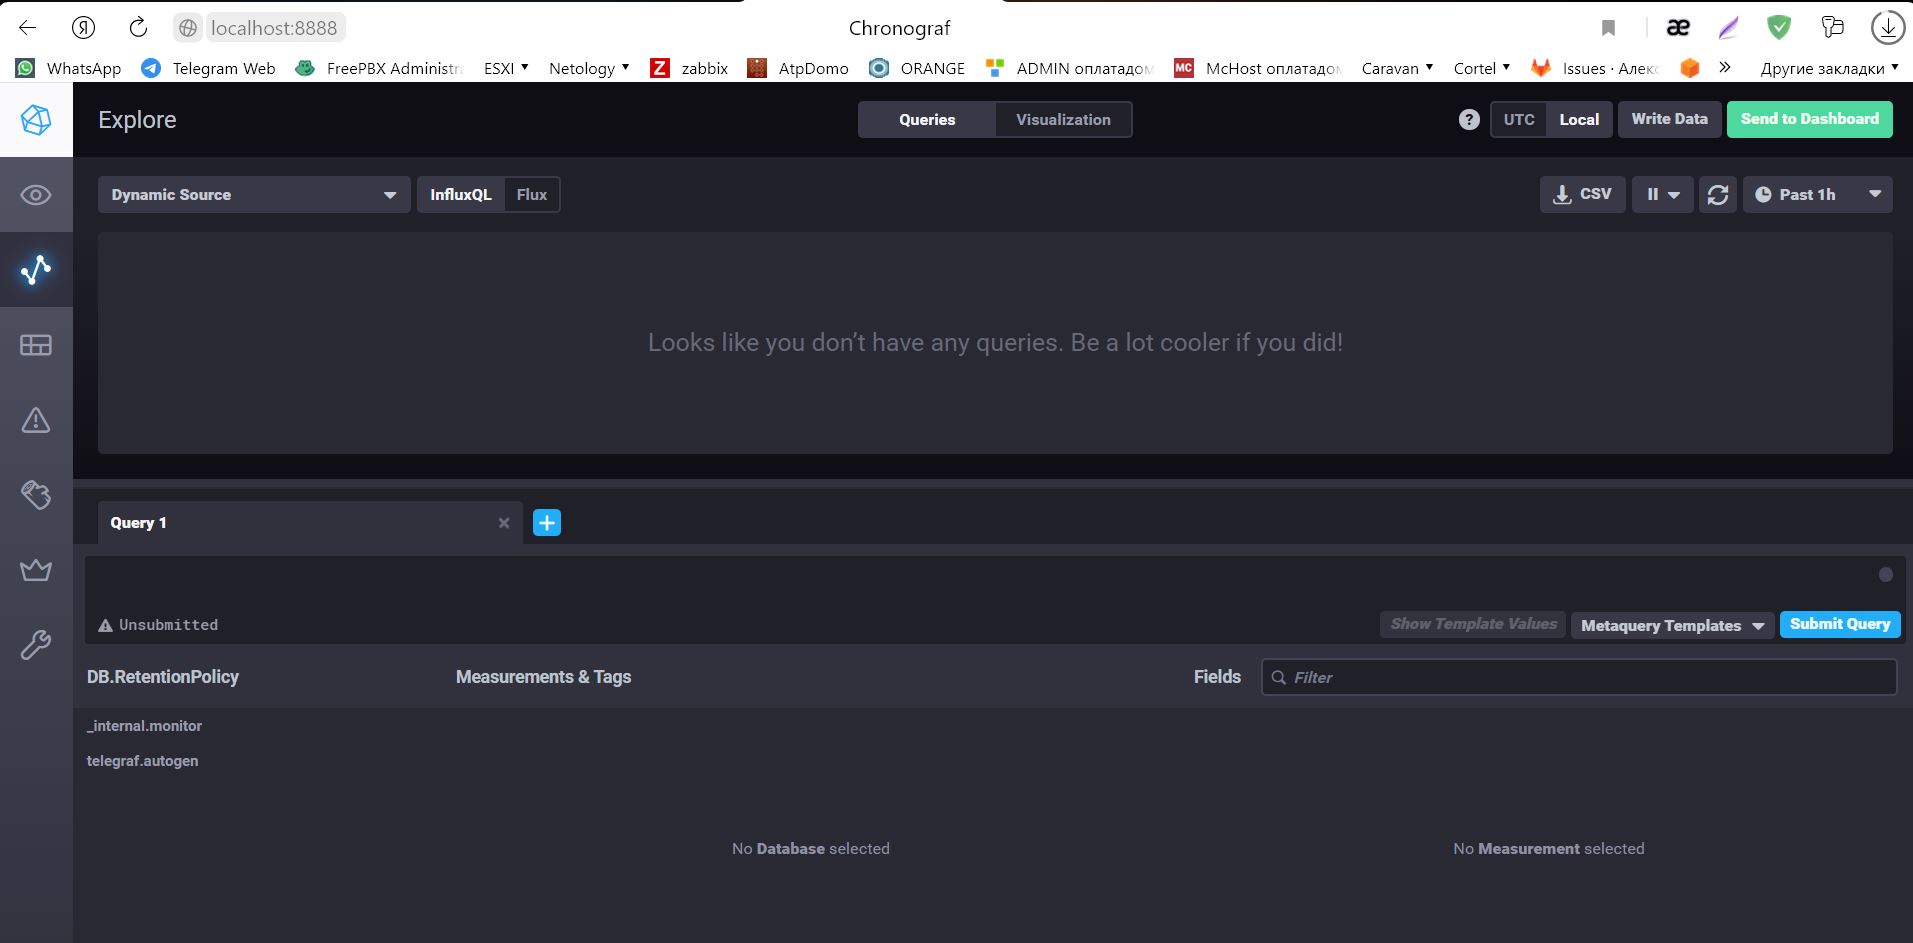 Я localhost:8888 Chronograf æ
WhatsApp Telegram Web FreePBX Administra ESXI Netology Z zabbix AtpDomo ORANGE ADMIN оплатадом MC McHost оплатадом Caravan Cortel Issues · Алекс » Другие закладки
Explore Queries Visualization ? UTC Local Write Data Send to Dashboard
Dynamic Source InfluxQL Flux CSV Past 1h
Looks like you don’t have any queries. Be a lot cooler if you did!
Query 1
Unsubmitted Show Template Values Metaquery Templates Submit Query
DB.RetentionPolicy Measurements & Tags Fields Filter
_internal.monitor
telegraf.autogen
No Database selected No Measurement selected